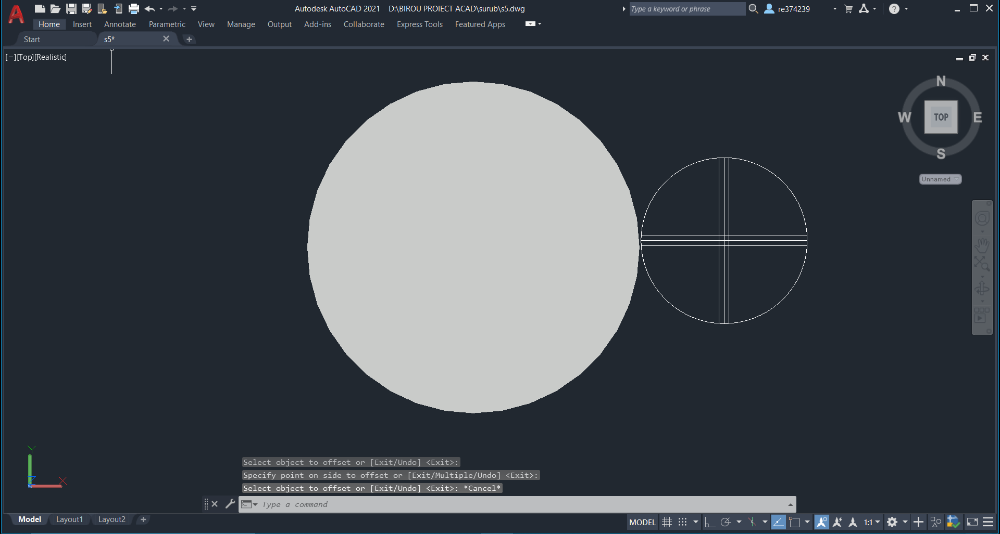 Autodesk AutoCAD 2021 D:\BIROU PROIECT ACAD\surub\s5.dwg
Type a keyword or phrase
re374239
Home Insert Annotate Parametric View Manage Output Add-ins Collaborate Express Tools Featured Apps
Start s5*
[−][Top][Realistic]
N
W TOP E
S
Unnamed
Y
Z X
Select object to offset or [Exit/Undo] <Exit>:
Specify point on side to offset or [Exit/Multiple/Undo] <Exit>:
Select object to offset or [Exit/Undo] <Exit>: *Cancel*
Type a command
Model Layout1 Layout2 +
MODEL 1:1